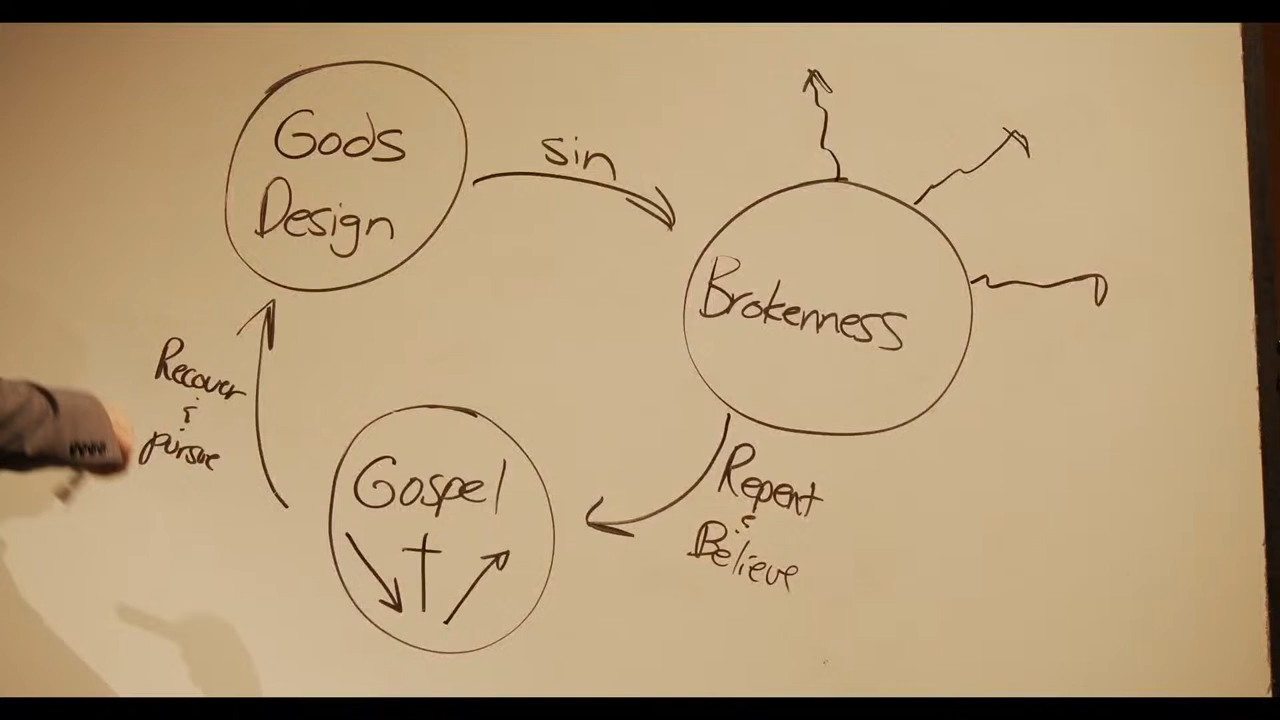 Gods
Design
sin
Brokenness
Repent
&
Believe
Gospel
Recover
&
pursue